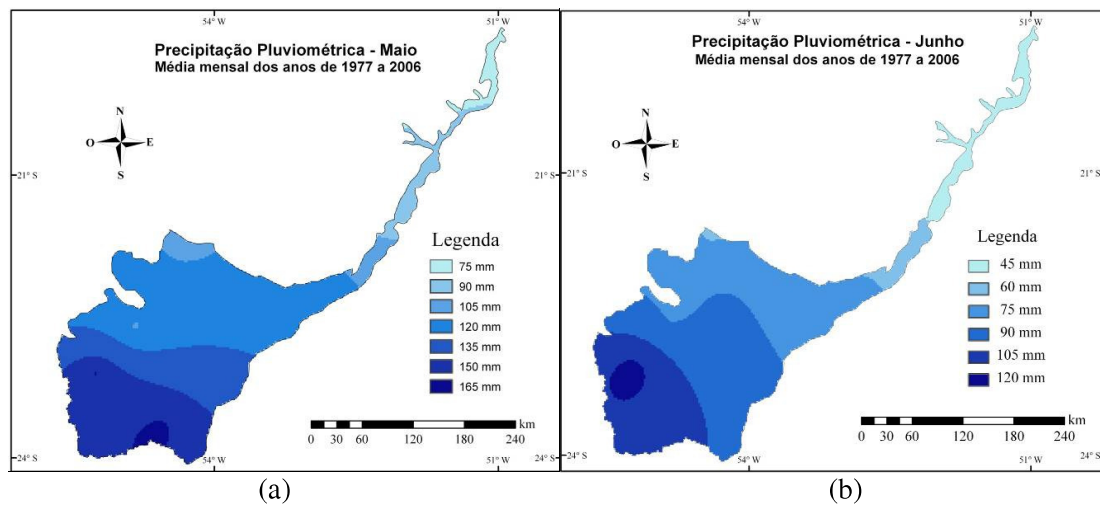 54° W
51° W
Precipitação Pluviométrica - Maio
Média mensal dos anos de 1977 a 2006
N
O
E
S
21° S
Legenda
75 mm
90 mm
105 mm
120 mm
135 mm
150 mm
165 mm
km
0 15 30 45 60 120 180 240
24° S
54° W
51° W
(a)
54° W
51° W
Precipitação Pluviométrica - Junho
Média mensal dos anos de 1977 a 2006
N
O
E
S
21° S
21° S
Legenda
45 mm
60 mm
75 mm
90 mm
105 mm
120 mm
km
0 15 30 45 60 120 180 240
24° S
24° S
54° W
51° W
(b)